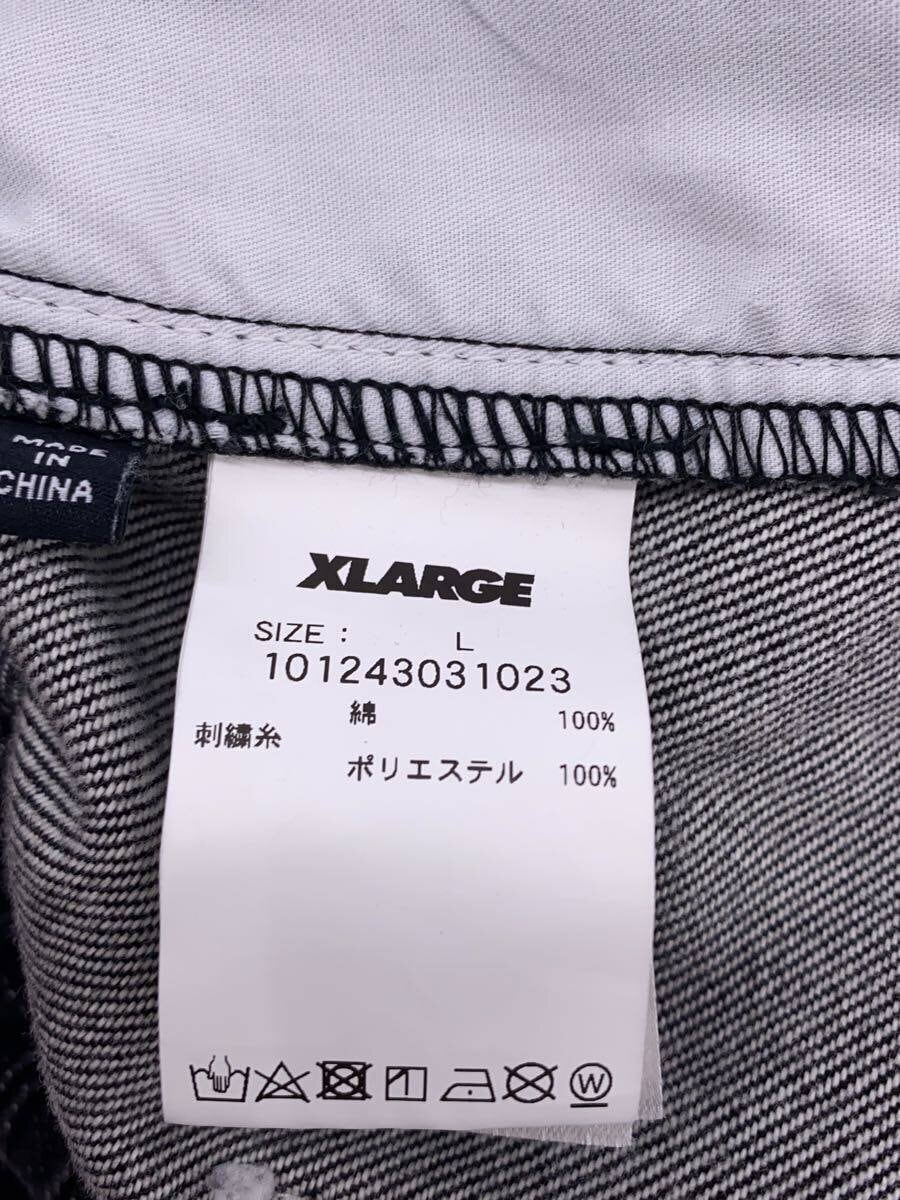 MADE
IN
CHINA
XLARGE
SIZE : L
101243031023
綿 100%
刺繍糸
ポリエステル 100%
W